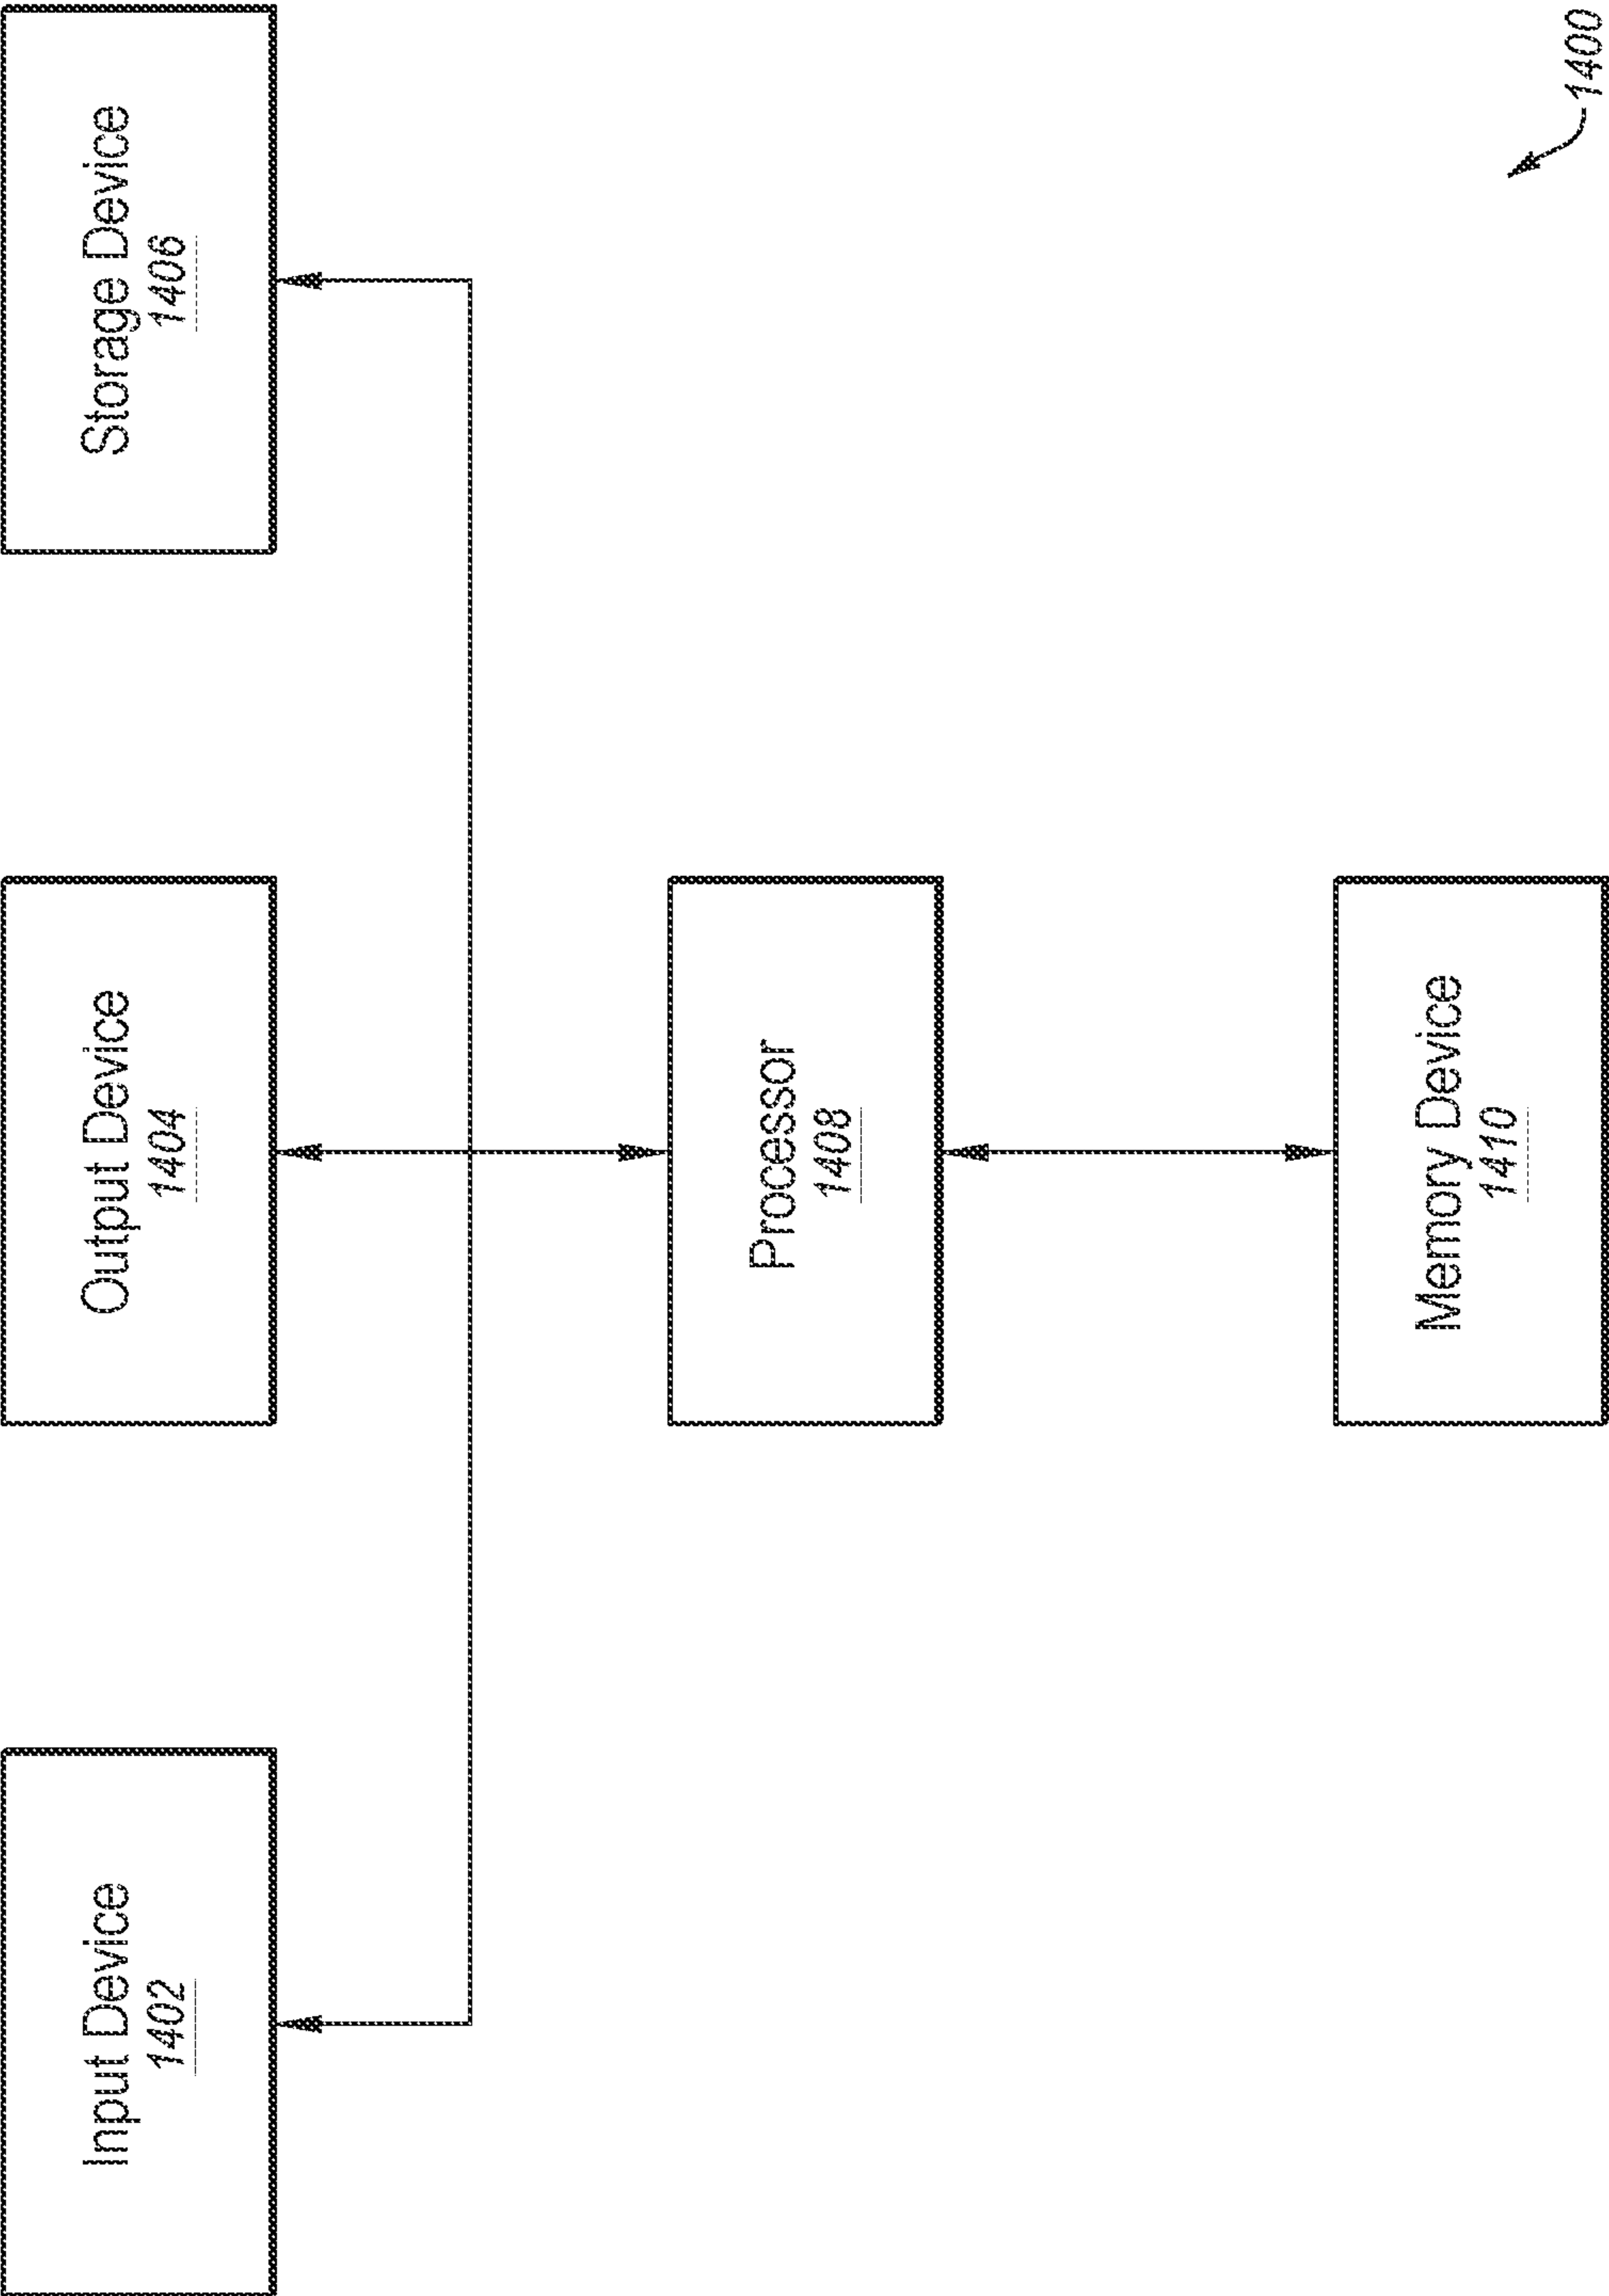 Input Device
1402
Output Device
1404
Storage Device
1406
Processor
1408
Memory Device
1410
1400